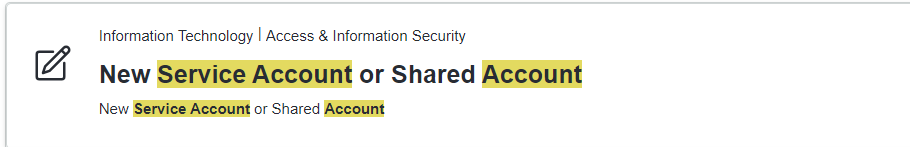 Information Technology | Access & Information Security
New Service Account or Shared Account
New Service Account or Shared Account